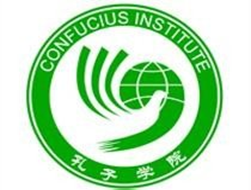 CONFUCIUS INSTITUTE
孔子学院